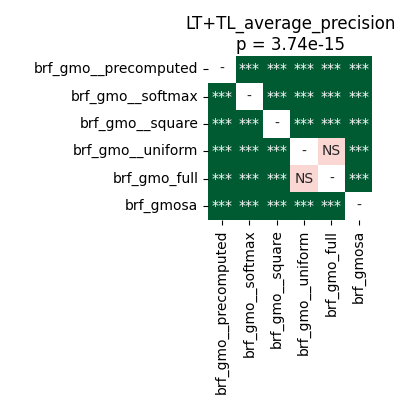 LT+TL_average_precision
p = 3.74e-15
brf_gmo__precomputed - *** *** *** *** ***
brf_gmo__softmax *** - *** *** *** ***
brf_gmo__square *** *** - *** *** ***
brf_gmo__uniform *** *** *** - NS ***
brf_gmo_full *** *** *** NS - ***
brf_gmosa *** *** *** *** *** -
brf_gmo__precomputed
brf_gmo__softmax
brf_gmo__square
brf_gmo__uniform
brf_gmo_full
brf_gmosa